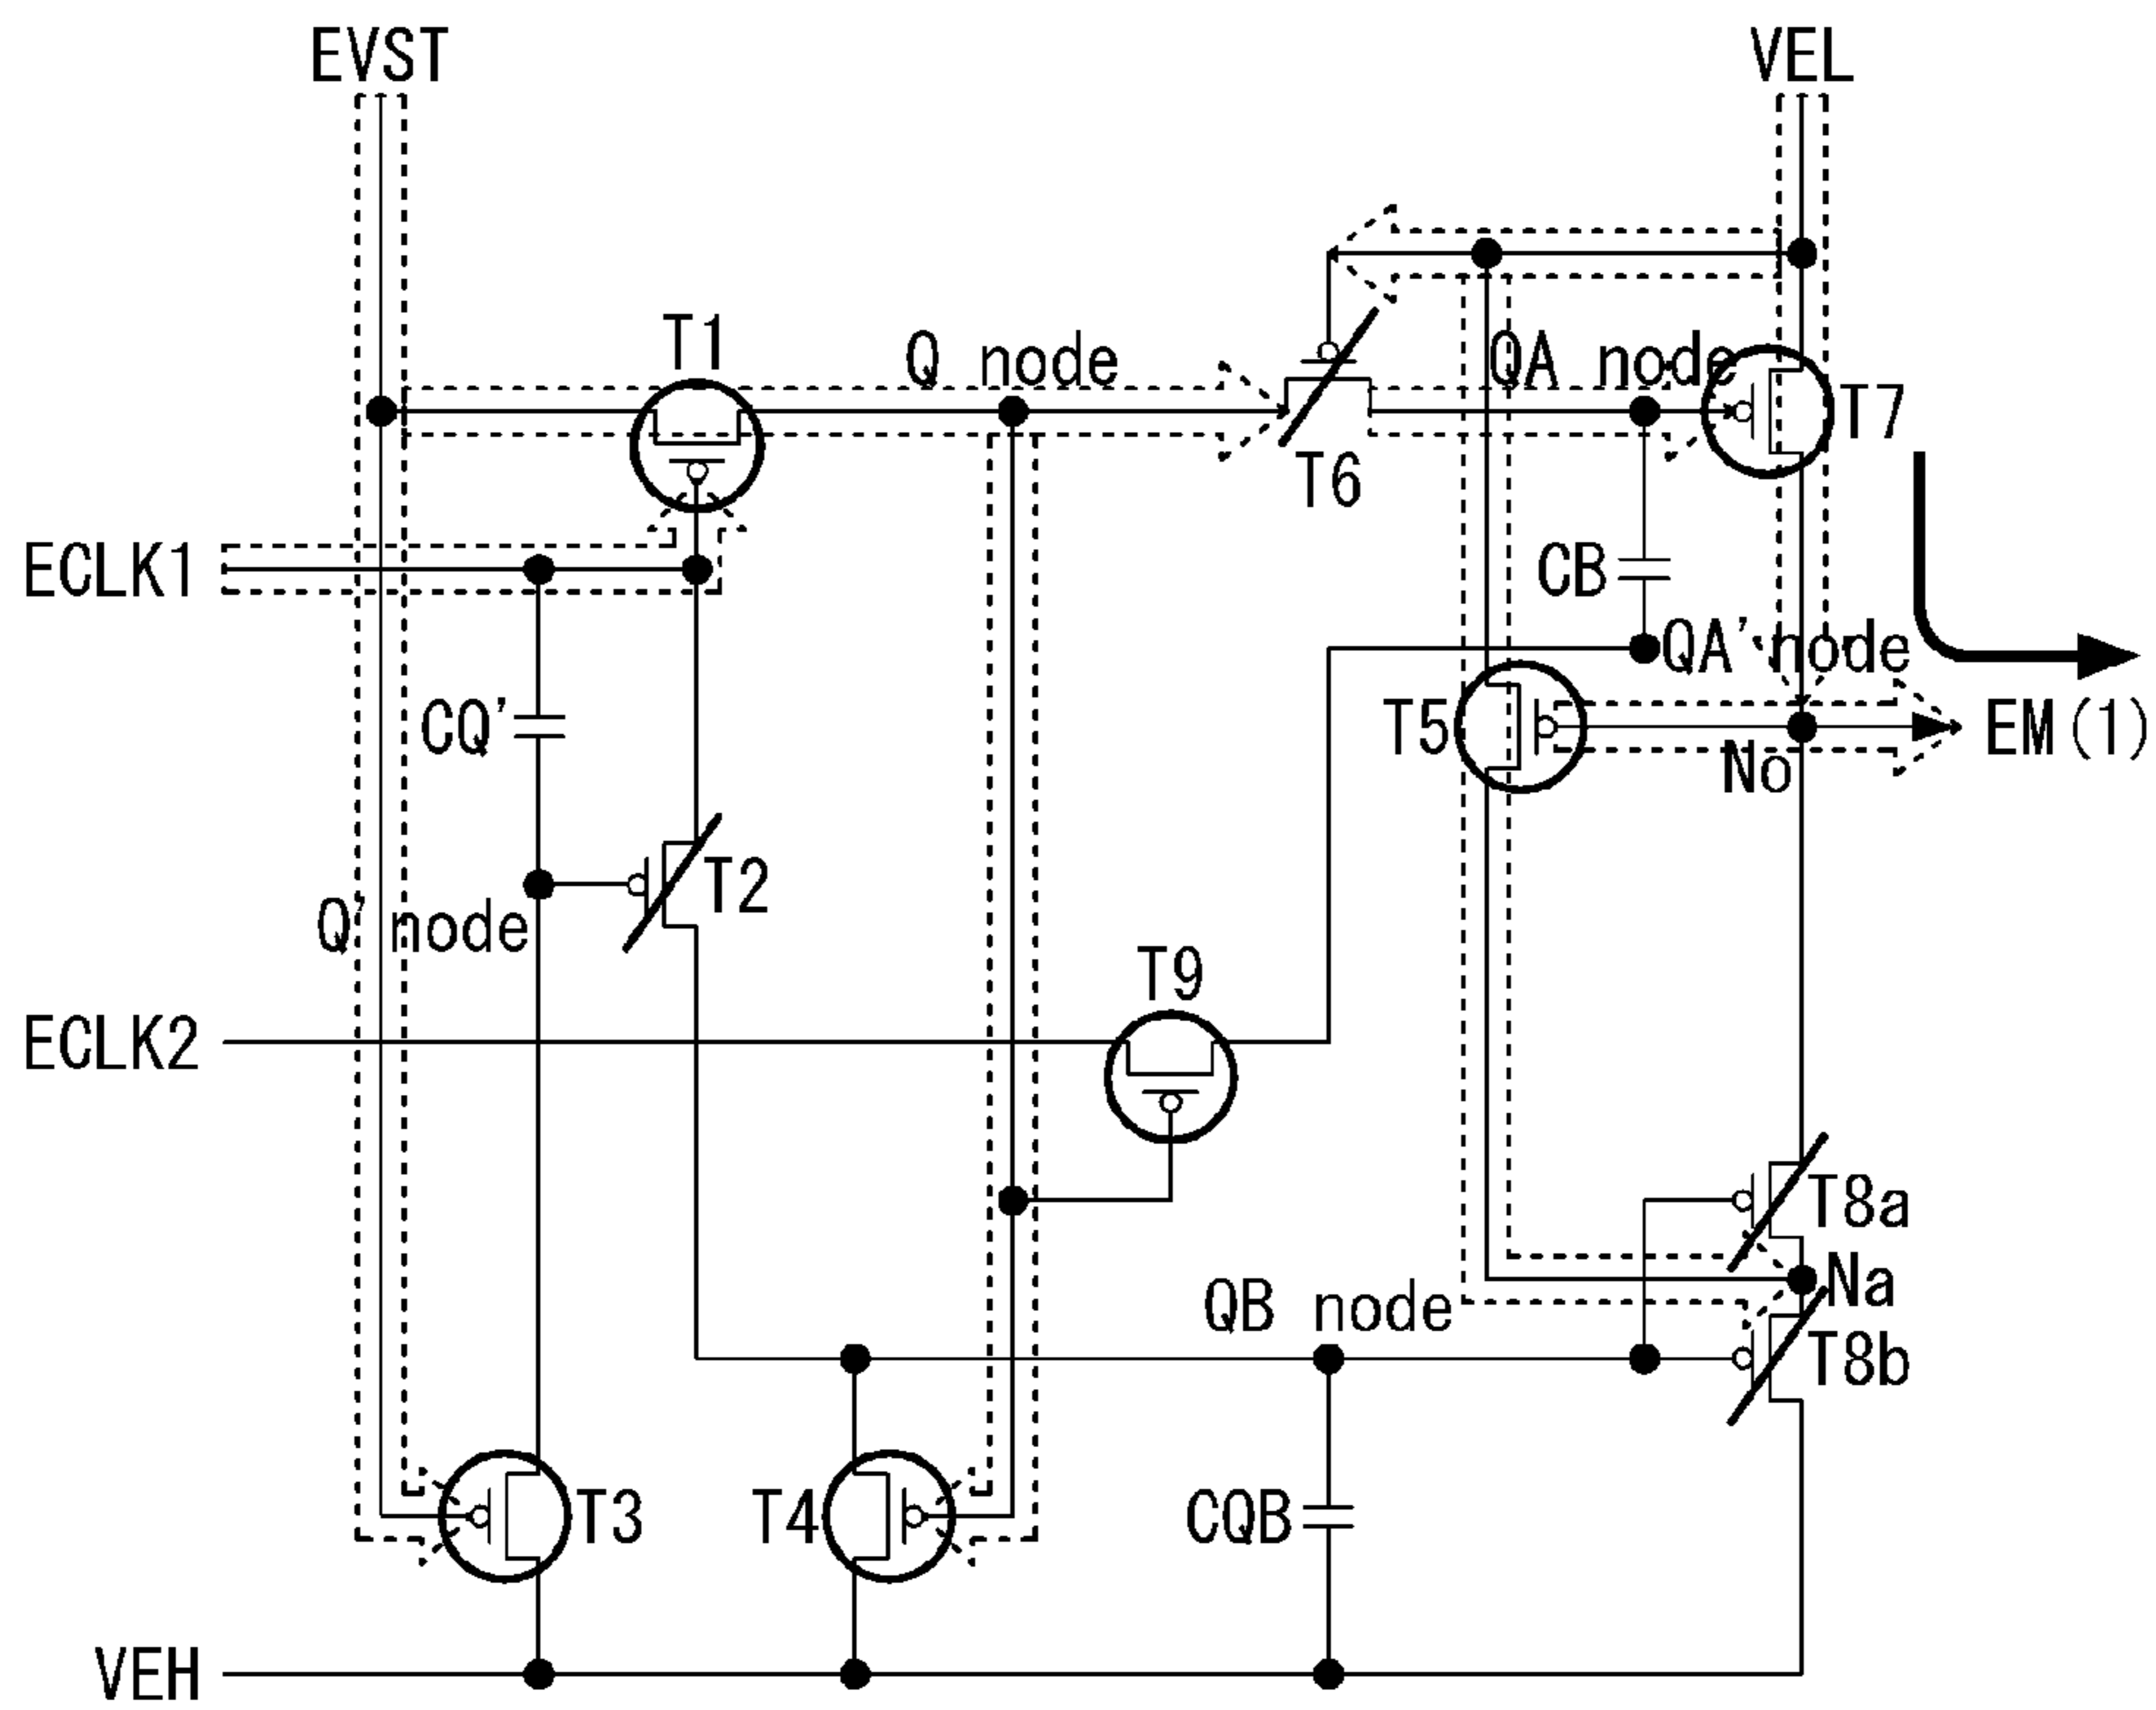 EVST
VEL
T1
Q node
QA node
T7
T6
ECLK1
CB
QA' node
CQ'
T5
EM(1)
No
T2
Q' node
T9
ECLK2
T8a
Na
QB node
T8b
T3
T4
CQB
VEH